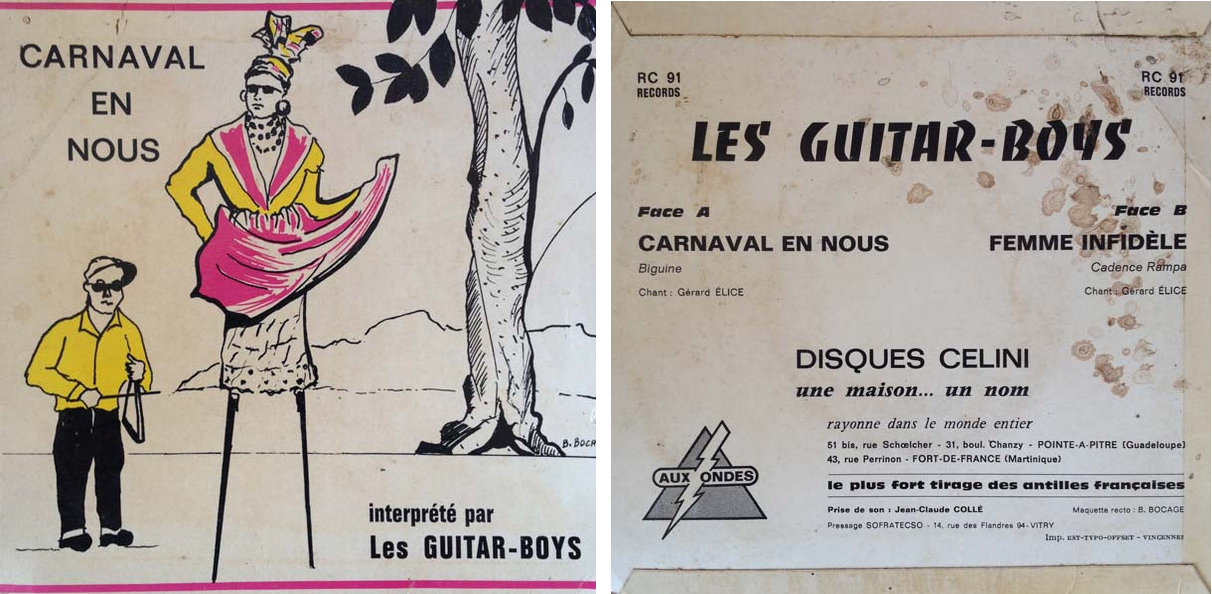 CARNAVAL
EN
NOUS
interprété par
Les GUITAR-BOYS
RC 91
RECORDS
RC 91
RECORDS
LES GUITAR-BOYS
Face A
CARNAVAL EN NOUS
Biguine
Chant : Gérard ÉLICE
Face B
FEMME INFIDÈLE
Cadence Rampa
Chant : Gérard ÉLICE
DISQUES CELINI
une maison... un nom
rayonne dans le monde entier
51 bis, rue Schœlcher - 31, boul. Chanzy - POINTE-A-PITRE (Guadeloupe)
43, rue Perrinon - FORT-DE-FRANCE (Martinique)
AUX ONDES
le plus fort tirage des antilles françaises
Prise de son : Jean-Claude COLLÉ
Maquette recto : B. BOCAGE
Pressage SOFRATECSO - 14, rue des Flandres 94-VITRY
Imp. EST-TYPO-OFFSET - VINCENNES